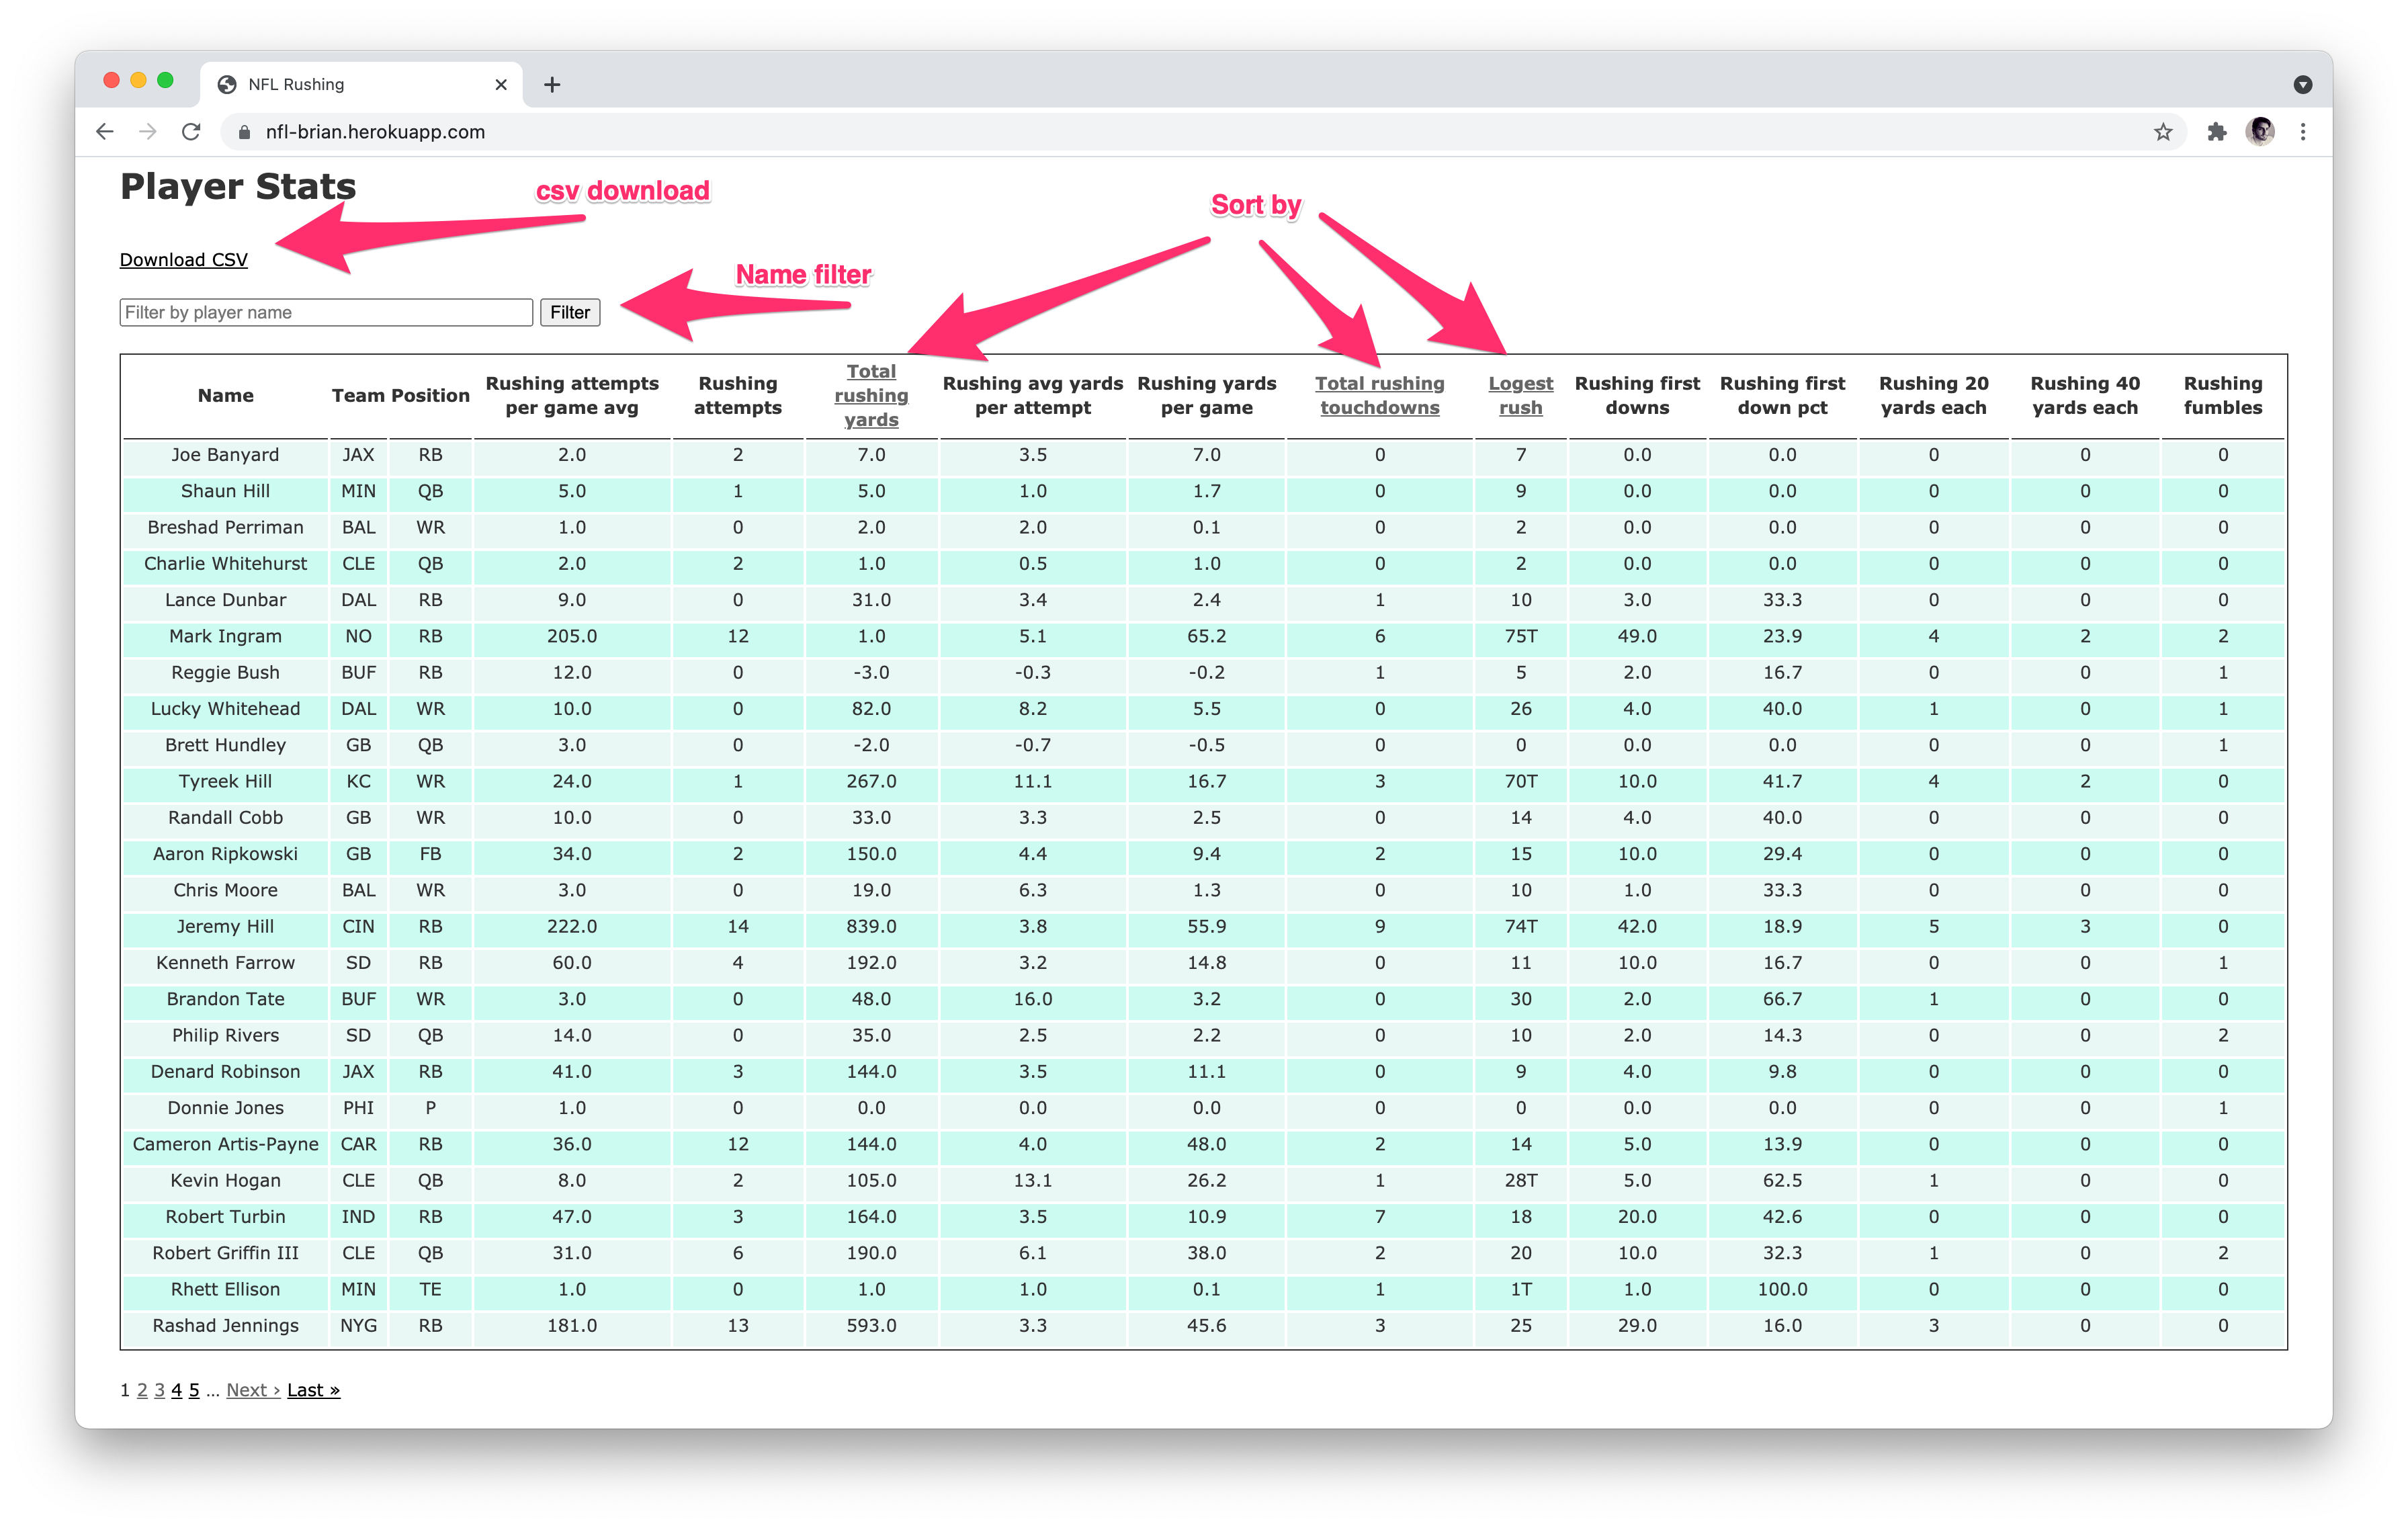 NFL Rushing
nfl-brian.herokuapp.com
Player Stats
csv download
Sort by
Download CSV
Name filter
Filter by player name Filter
Name Team Position Rushing attempts per game avg Rushing attempts Total rushing yards Rushing avg yards per attempt Rushing yards per game Total rushing touchdowns Logest rush Rushing first downs Rushing first down pct Rushing 20 yards each Rushing 40 yards each Rushing fumbles
Joe Banyard JAX RB 2.0 2 7.0 3.5 7.0 0 7 0.0 0.0 0 0 0
Shaun Hill MIN QB 5.0 1 5.0 1.0 1.7 0 9 0.0 0.0 0 0 0
Breshad Perriman BAL WR 1.0 0 2.0 2.0 0.1 0 2 0.0 0.0 0 0 0
Charlie Whitehurst CLE QB 2.0 2 1.0 0.5 1.0 0 2 0.0 0.0 0 0 0
Lance Dunbar DAL RB 9.0 0 31.0 3.4 2.4 1 10 3.0 33.3 0 0 0
Mark Ingram NO RB 205.0 12 1.0 5.1 65.2 6 75T 49.0 23.9 4 2 2
Reggie Bush BUF RB 12.0 0 -3.0 -0.3 -0.2 1 5 2.0 16.7 0 0 1
Lucky Whitehead DAL WR 10.0 0 82.0 8.2 5.5 0 26 4.0 40.0 1 0 1
Brett Hundley GB QB 3.0 0 -2.0 -0.7 -0.5 0 0 0.0 0.0 0 0 1
Tyreek Hill KC WR 24.0 1 267.0 11.1 16.7 3 70T 10.0 41.7 4 2 0
Randall Cobb GB WR 10.0 0 33.0 3.3 2.5 0 14 4.0 40.0 0 0 0
Aaron Ripkowski GB FB 34.0 2 150.0 4.4 9.4 2 15 10.0 29.4 0 0 0
Chris Moore BAL WR 3.0 0 19.0 6.3 1.3 0 10 1.0 33.3 0 0 0
Jeremy Hill CIN RB 222.0 14 839.0 3.8 55.9 9 74T 42.0 18.9 5 3 0
Kenneth Farrow SD RB 60.0 4 192.0 3.2 14.8 0 11 10.0 16.7 0 0 1
Brandon Tate BUF WR 3.0 0 48.0 16.0 3.2 0 30 2.0 66.7 1 0 0
Philip Rivers SD QB 14.0 0 35.0 2.5 2.2 0 10 2.0 14.3 0 0 2
Denard Robinson JAX RB 41.0 3 144.0 3.5 11.1 0 9 4.0 9.8 0 0 0
Donnie Jones PHI P 1.0 0 0.0 0.0 0.0 0 0 0.0 0.0 0 0 1
Cameron Artis-Payne CAR RB 36.0 12 144.0 4.0 48.0 2 14 5.0 13.9 0 0 0
Kevin Hogan CLE QB 8.0 2 105.0 13.1 26.2 1 28T 5.0 62.5 1 0 0
Robert Turbin IND RB 47.0 3 164.0 3.5 10.9 7 18 20.0 42.6 0 0 0
Robert Griffin III CLE QB 31.0 6 190.0 6.1 38.0 2 20 10.0 32.3 1 0 2
Rhett Ellison MIN TE 1.0 0 1.0 1.0 0.1 1 1T 1.0 100.0 0 0 0
Rashad Jennings NYG RB 181.0 13 593.0 3.3 45.6 3 25 29.0 16.0 3 0 0
1 2 3 4 5 ... Next › Last »